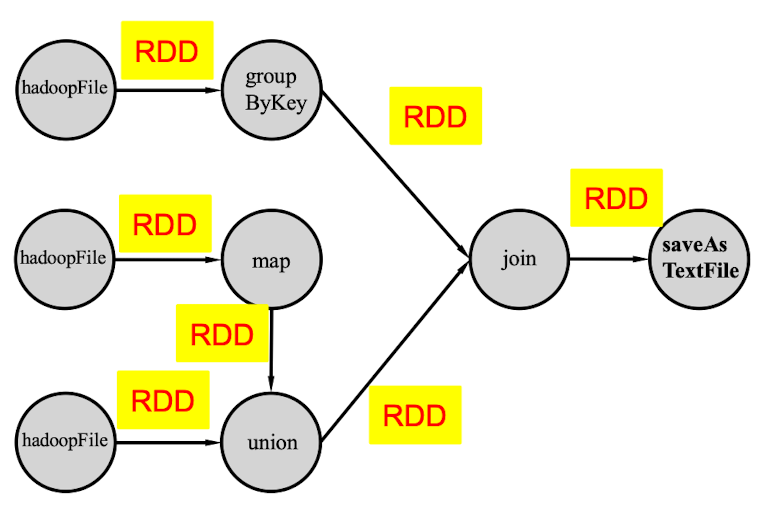 RDD
hadoopFile
group
ByKey
RDD
RDD
hadoopFile
map
RDD
join
RDD
saveAs
TextFile
RDD
hadoopFile
union
RDD